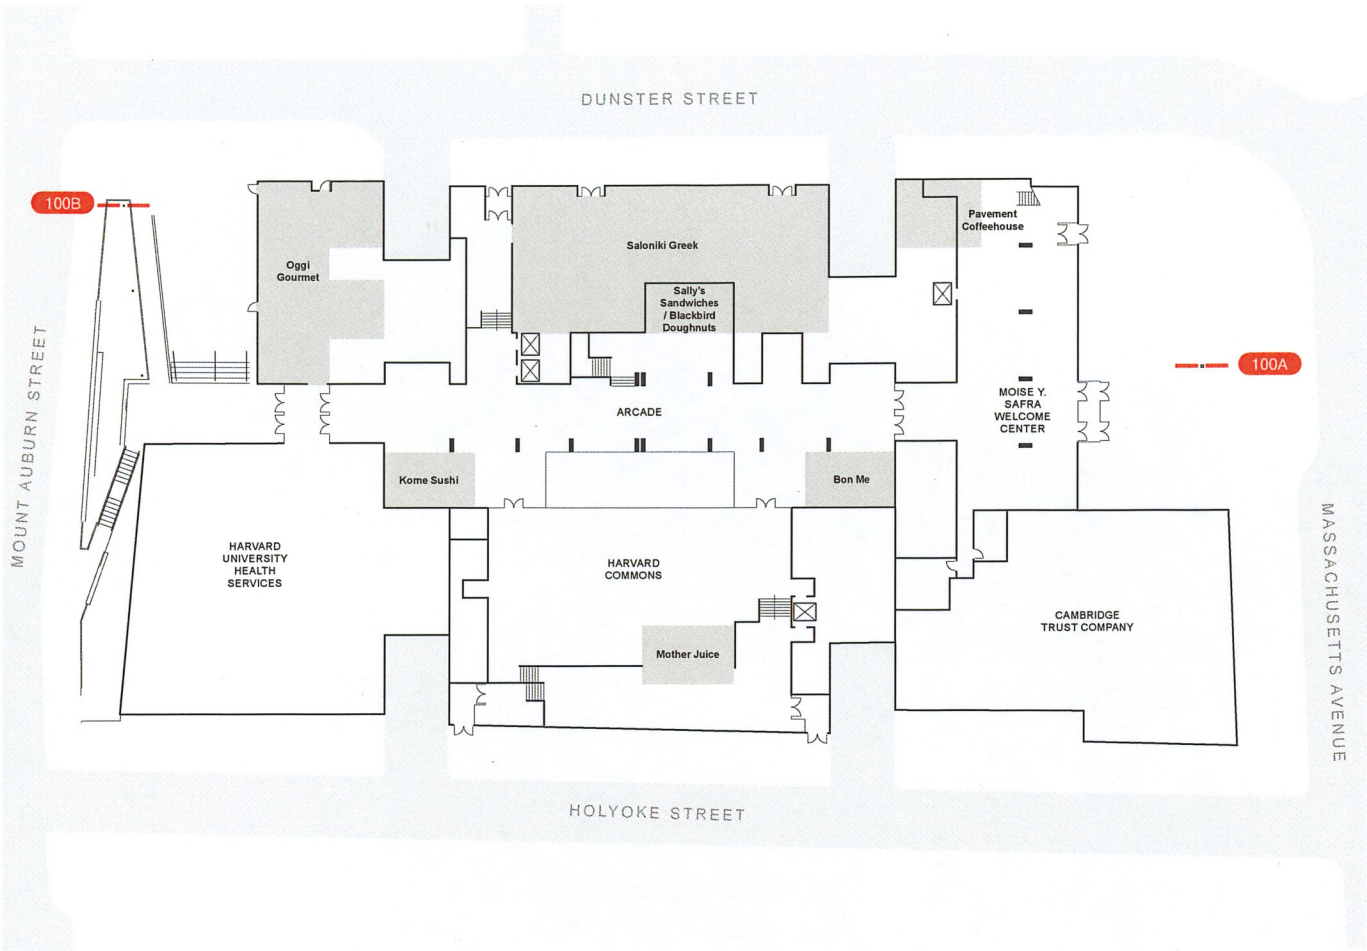 DUNSTER STREET
100B
Oggi
Gourmet
Saloniki Greek
Sally's
Sandwiches
/ Blackbird
Doughnuts
Pavement
Coffeehouse
MOUNT AUBURN STREET
100A
ARCADE
MOISE Y.
SAFRA
WELCOME
CENTER
Kome Sushi
Bon Me
HARVARD
UNIVERSITY
HEALTH
SERVICES
HARVARD
COMMONS
CAMBRIDGE
TRUST COMPANY
MASSACHUSETTS AVENUE
Mother Juice
HOLYOKE STREET